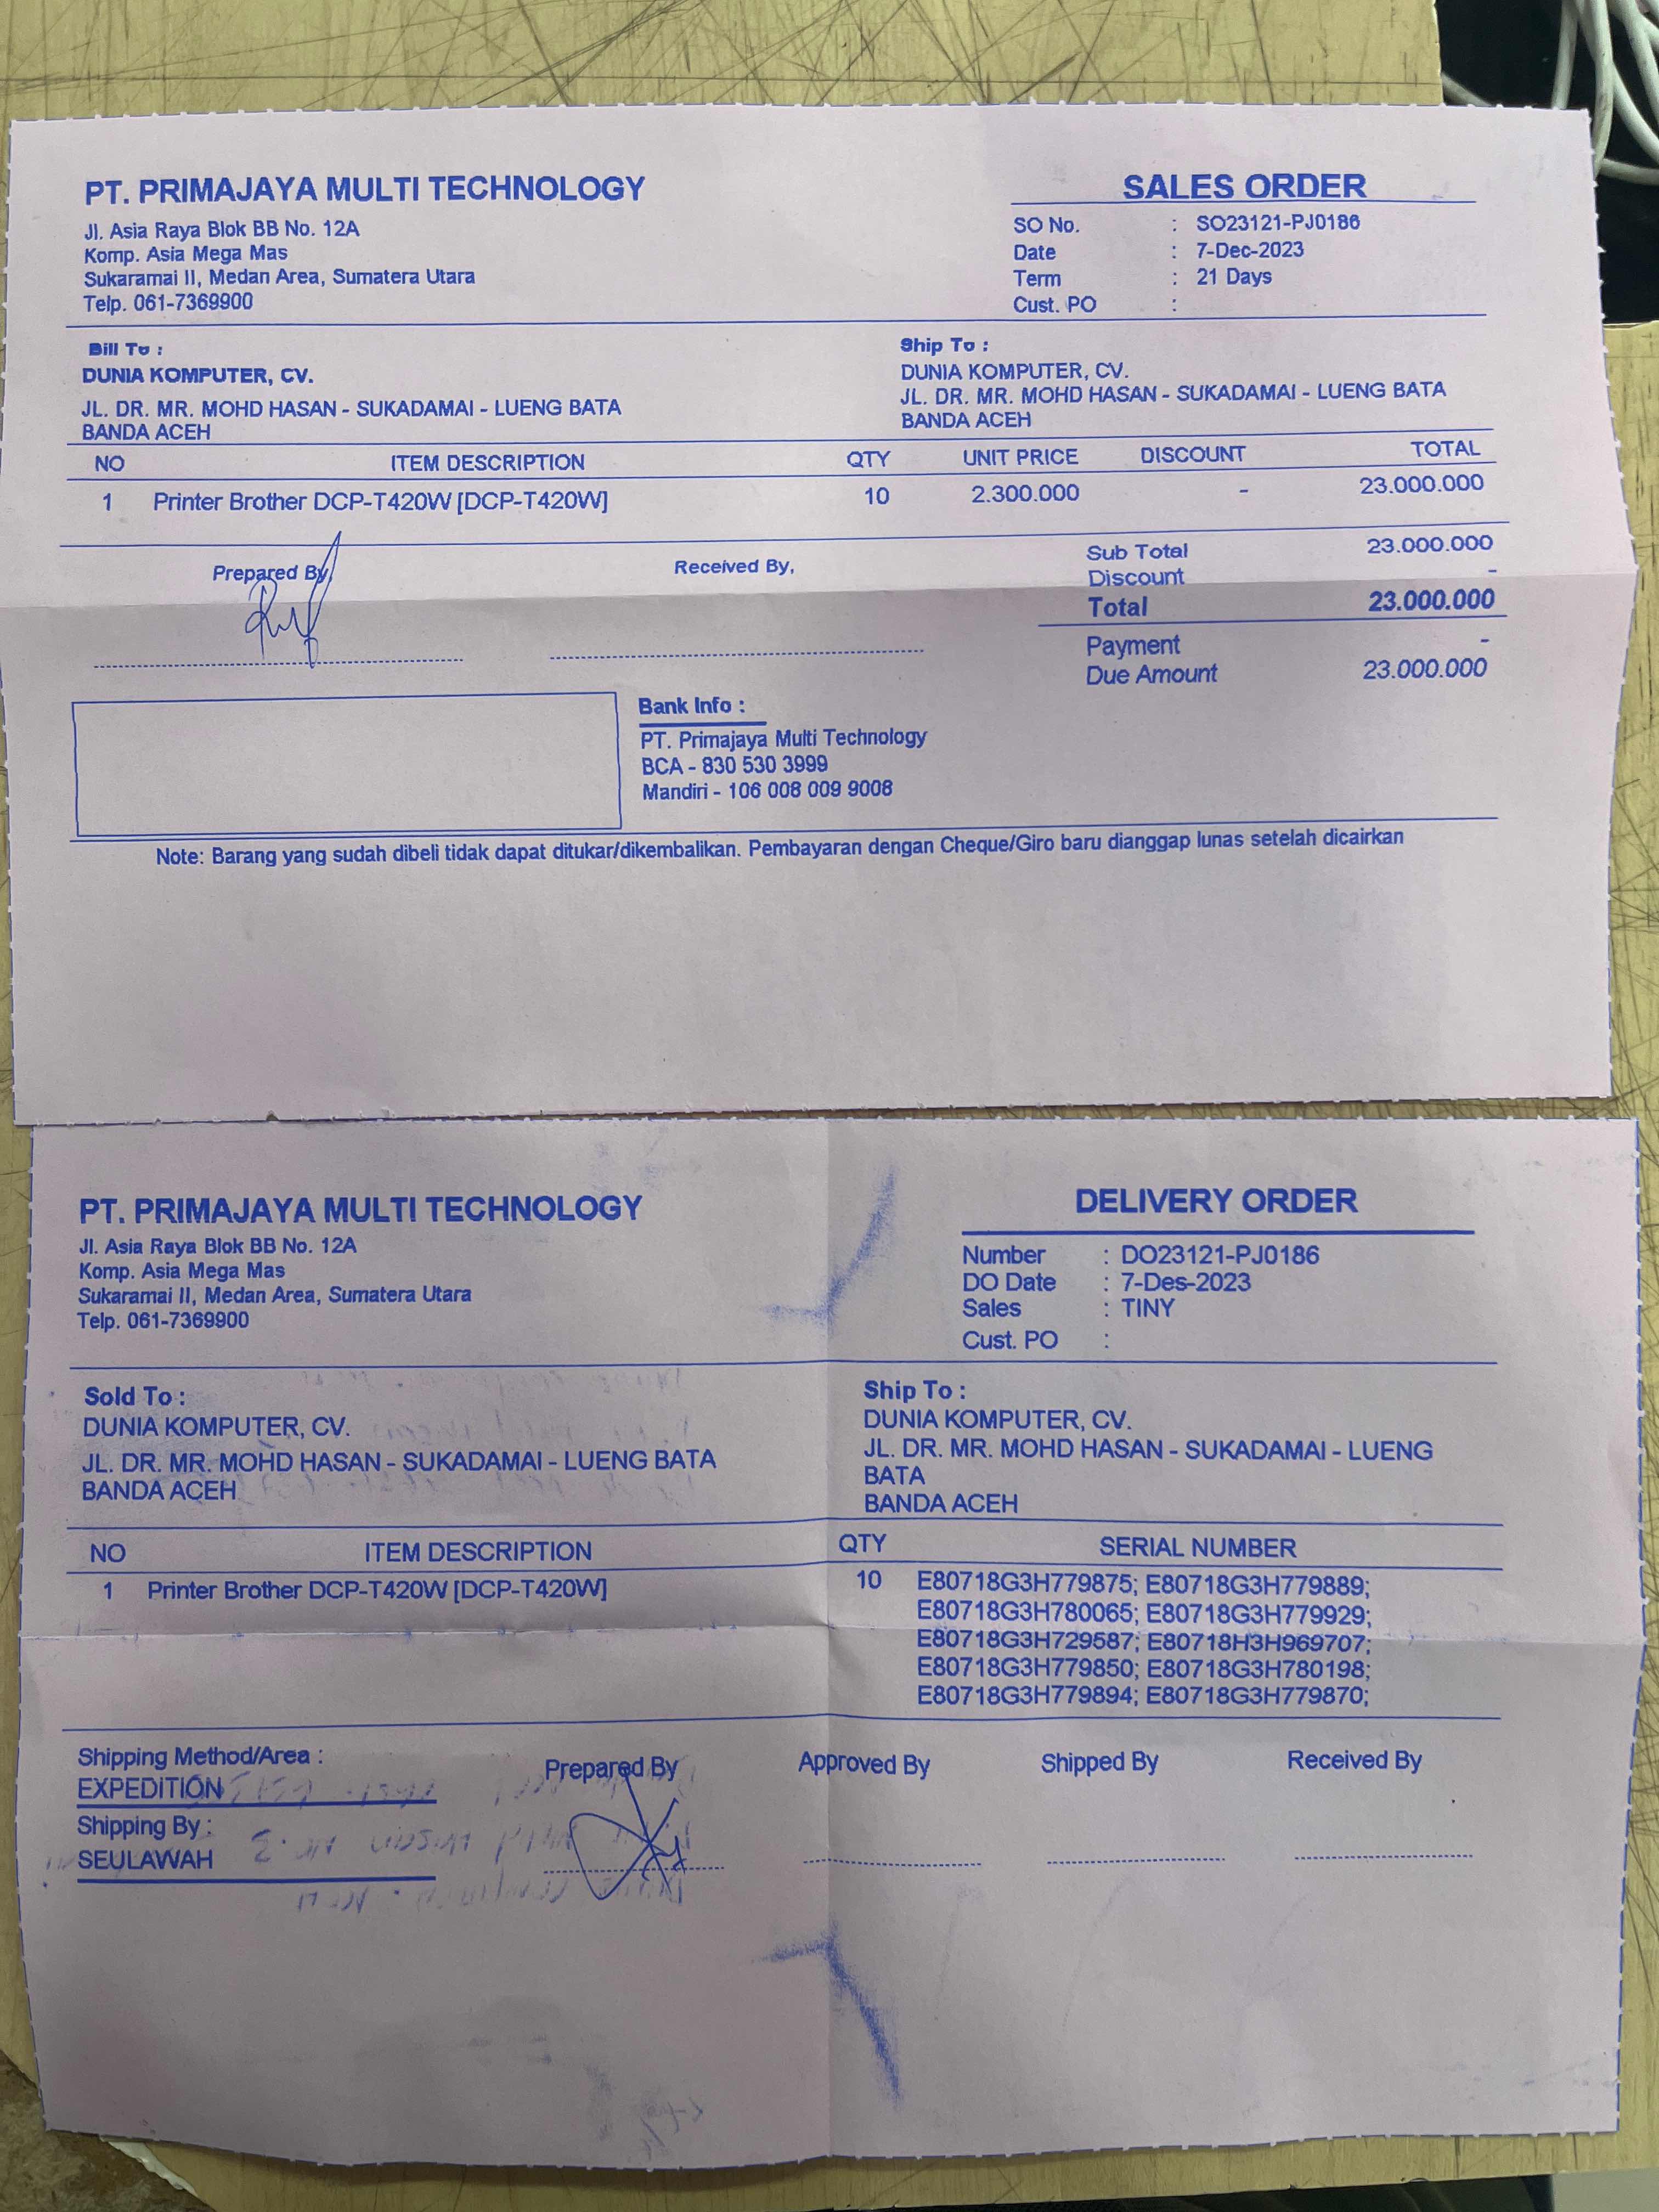 PT. PRIMAJAYA MULTI TECHNOLOGY
Jl. Asia Raya Blok BB No. 12A
Komp. Asia Mega Mas
Sukaramai II, Medan Area, Sumatera Utara
Telp. 061-7369900
SALES ORDER
SO No. : SO23121-PJ0186
Date : 7-Dec-2023
Term : 21 Days
Cust. PO :
Bill To :
DUNIA KOMPUTER, CV.
JL. DR. MR. MOHD HASAN - SUKADAMAI - LUENG BATA
BANDA ACEH
Ship To :
DUNIA KOMPUTER, CV.
JL. DR. MR. MOHD HASAN - SUKADAMAI - LUENG BATA
BANDA ACEH
NO ITEM DESCRIPTION QTY UNIT PRICE DISCOUNT TOTAL
1 Printer Brother DCP-T420W [DCP-T420W] 10 2.300.000 - 23.000.000
Prepared By,
Received By,
Sub Total 23.000.000
Discount -
Total 23.000.000
Payment -
Due Amount 23.000.000
Bank Info :
PT. Primajaya Multi Technology
BCA - 830 530 3999
Mandiri - 106 008 009 9008
Note: Barang yang sudah dibeli tidak dapat ditukar/dikembalikan. Pembayaran dengan Cheque/Giro baru dianggap lunas setelah dicairkan
PT. PRIMAJAYA MULTI TECHNOLOGY
Jl. Asia Raya Blok BB No. 12A
Komp. Asia Mega Mas
Sukaramai II, Medan Area, Sumatera Utara
Telp. 061-7369900
DELIVERY ORDER
Number : DO23121-PJ0186
DO Date : 7-Des-2023
Sales : TINY
Cust. PO :
Sold To :
DUNIA KOMPUTER, CV.
JL. DR. MR. MOHD HASAN - SUKADAMAI - LUENG BATA
BANDA ACEH
Ship To :
DUNIA KOMPUTER, CV.
JL. DR. MR. MOHD HASAN - SUKADAMAI - LUENG
BATA
BANDA ACEH
NO ITEM DESCRIPTION QTY SERIAL NUMBER
1 Printer Brother DCP-T420W [DCP-T420W] 10 E80718G3H779875; E80718G3H779889;
E80718G3H780065; E80718G3H779929;
E80718G3H729587; E80718H3H969707;
E80718G3H779850; E80718G3H780198;
E80718G3H779894; E80718G3H779870;
Shipping Method/Area :
EXPEDITION
Shipping By :
SEULAWAH
Prepared By
Approved By
Shipped By
Received By